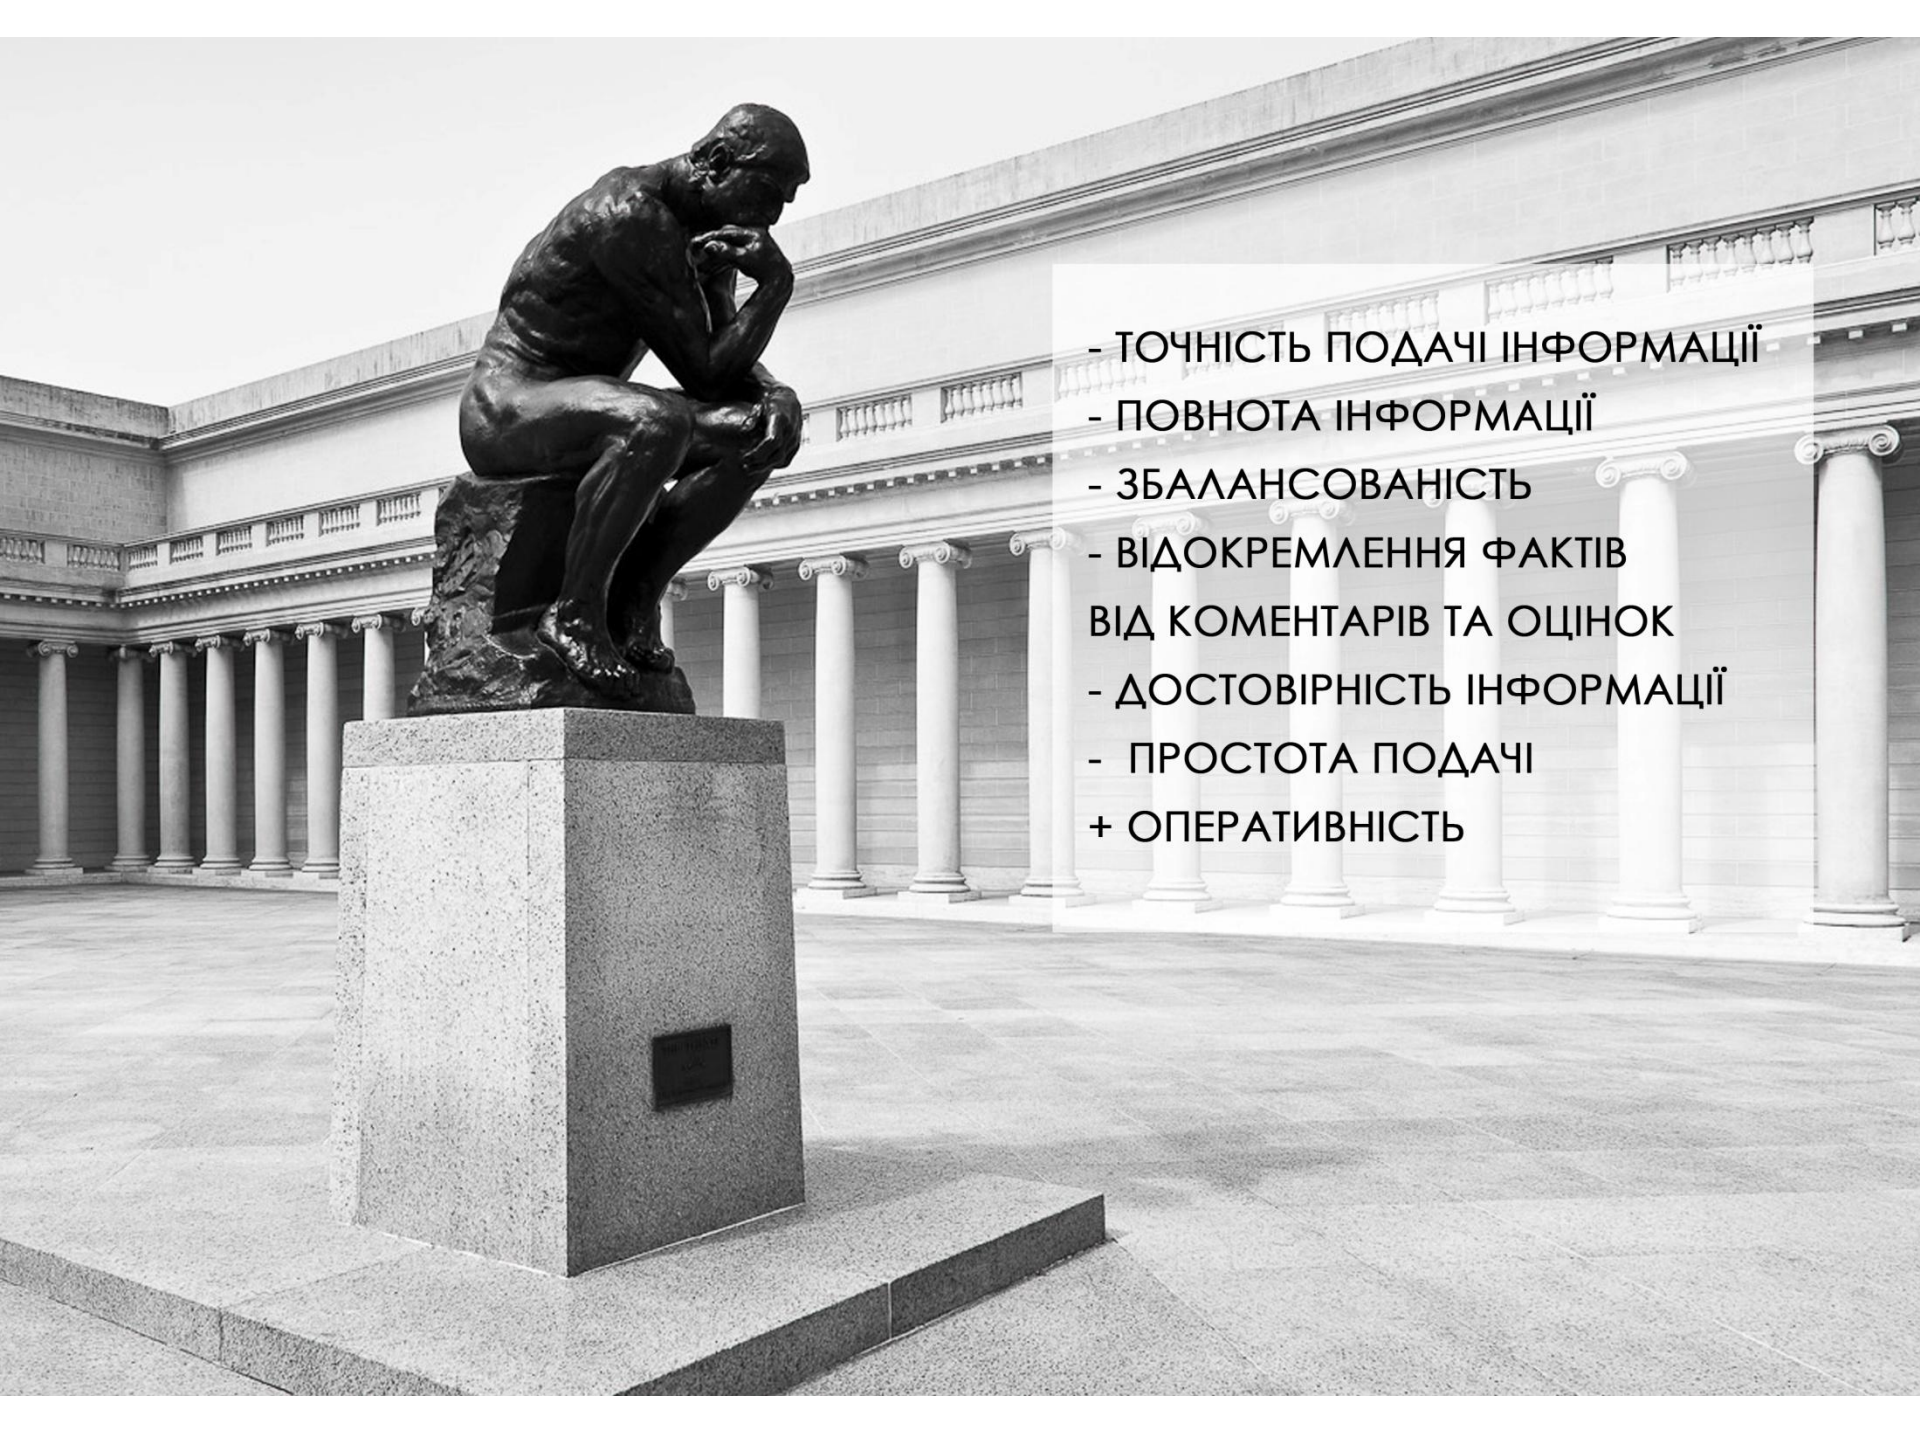 - ТОЧНІСТЬ ПОДАЧІ ІНФОРМАЦІЇ
- ПОВНОТА ІНФОРМАЦІЇ
- ЗБАЛАНСОВАНІСТЬ
- ВІДОКРЕМЛЕННЯ ФАКТІВ
ВІД КОМЕНТАРІВ ТА ОЦІНОК
- ДОСТОВІРНІСТЬ ІНФОРМАЦІЇ
- ПРОСТОТА ПОДАЧІ
+ ОПЕРАТИВНІСТЬ